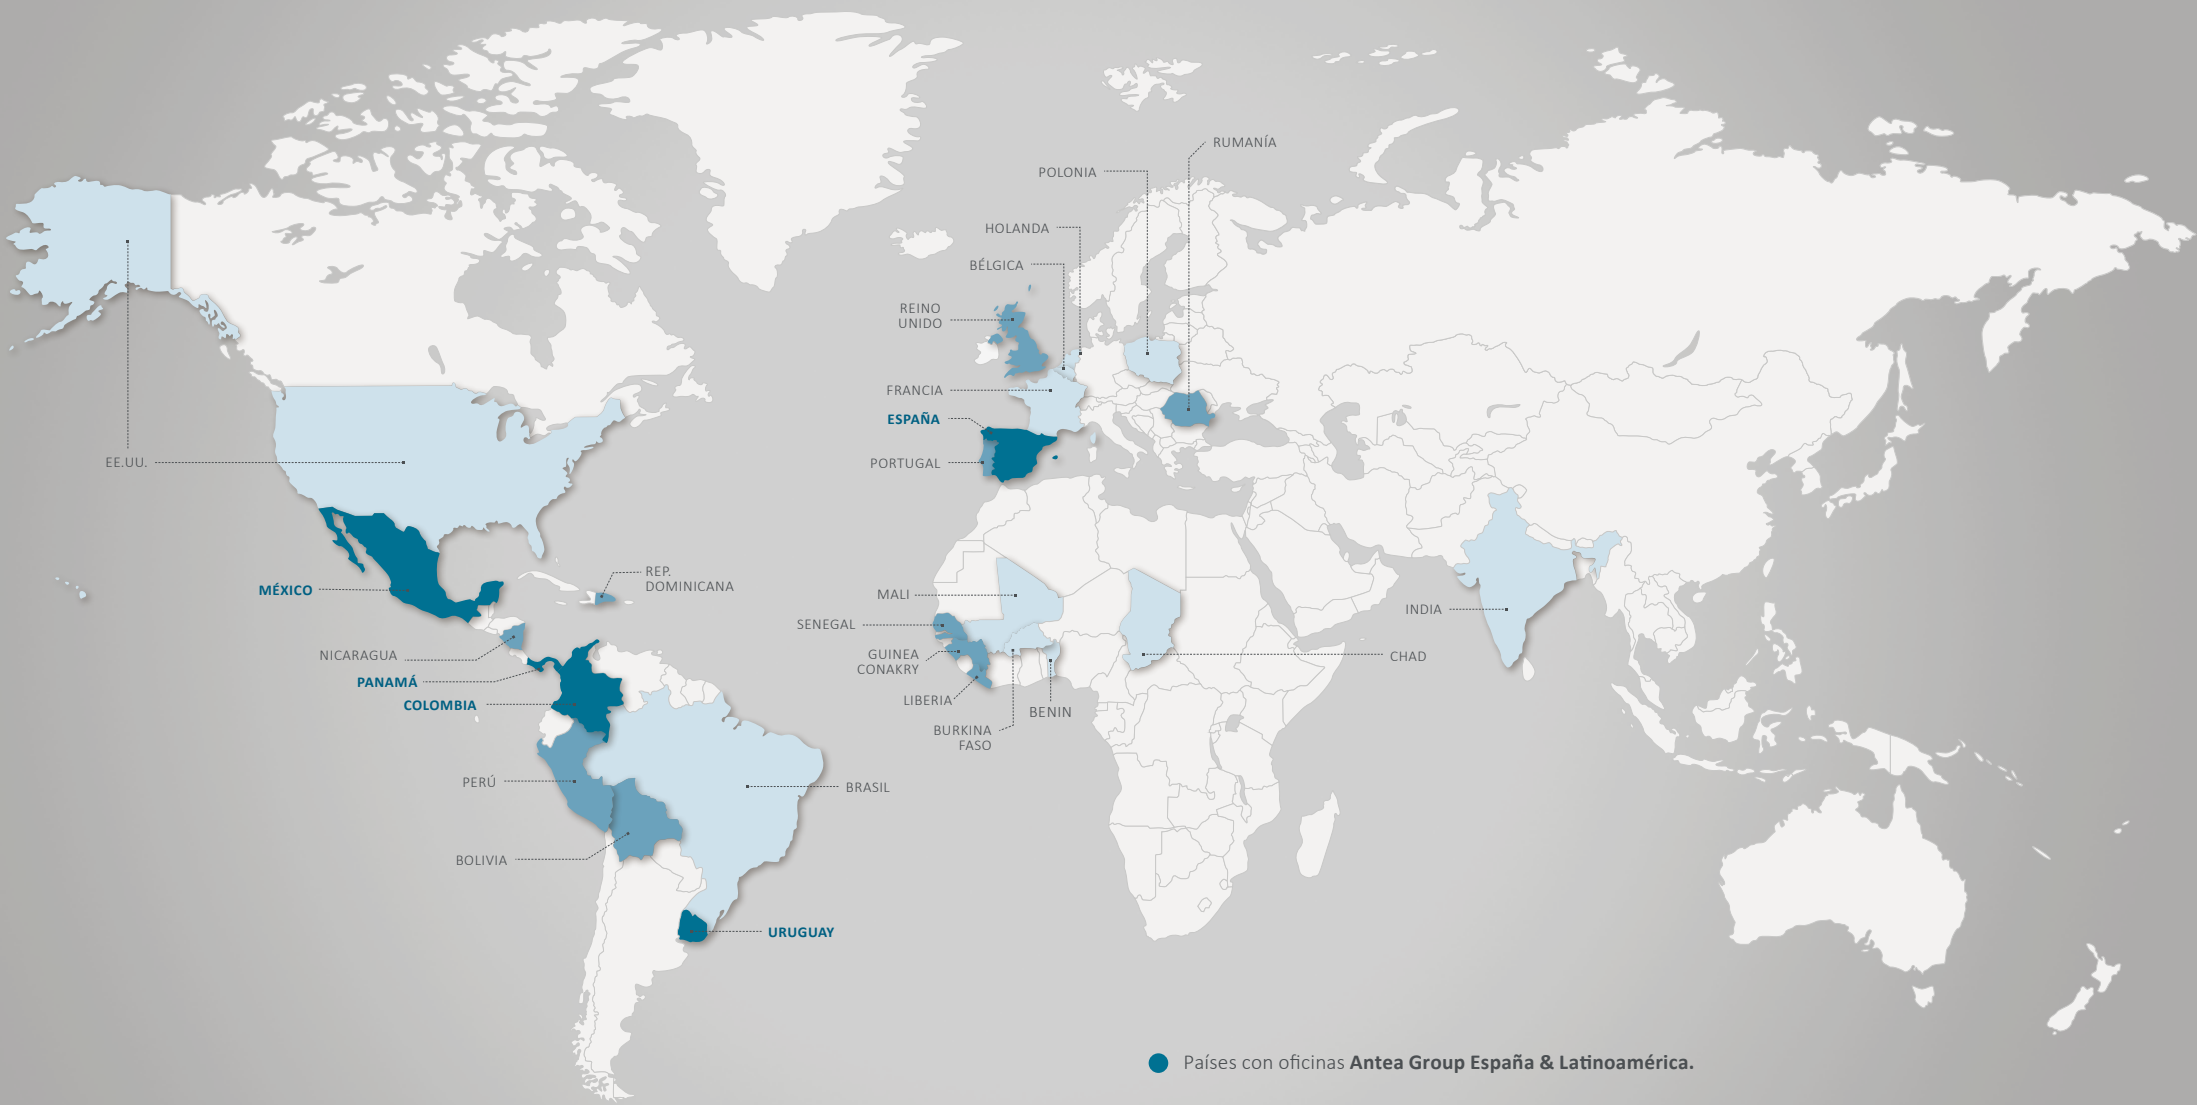 RUMANÍA
POLONIA
HOLANDA
BÉLGICA
REINO
UNIDO
FRANCIA
ESPAÑA
PORTUGAL
EE.UU.
MÉXICO
REP.
DOMINICANA
NICARAGUA
PANAMÁ
COLOMBIA
PERÚ
BOLIVIA
BRASIL
URUGUAY
MALI
SENEGAL
GUINEA
CONAKRY
LIBERIA
BURKINA
FASO
BENIN
CHAD
INDIA
Países con oficinas Antea Group España & Latinoamérica.